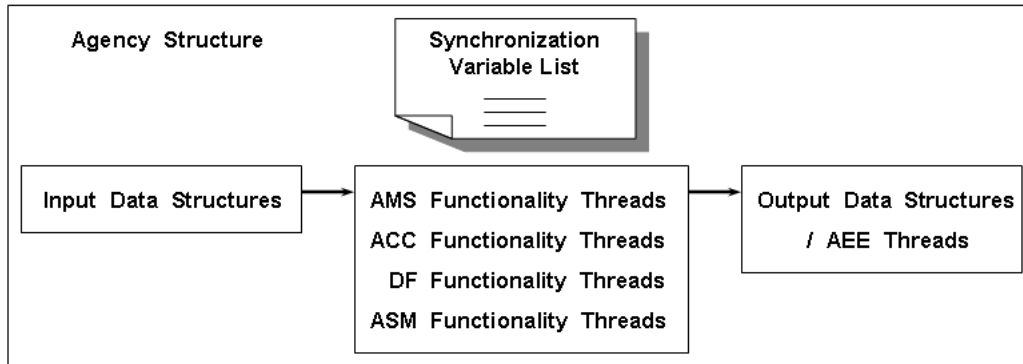 Agency Structure
Synchronization
Variable List
Input Data Structures
AMS Functionality Threads
ACC Functionality Threads
DF Functionality Threads
ASM Functionality Threads
Output Data Structures
/ AEE Threads